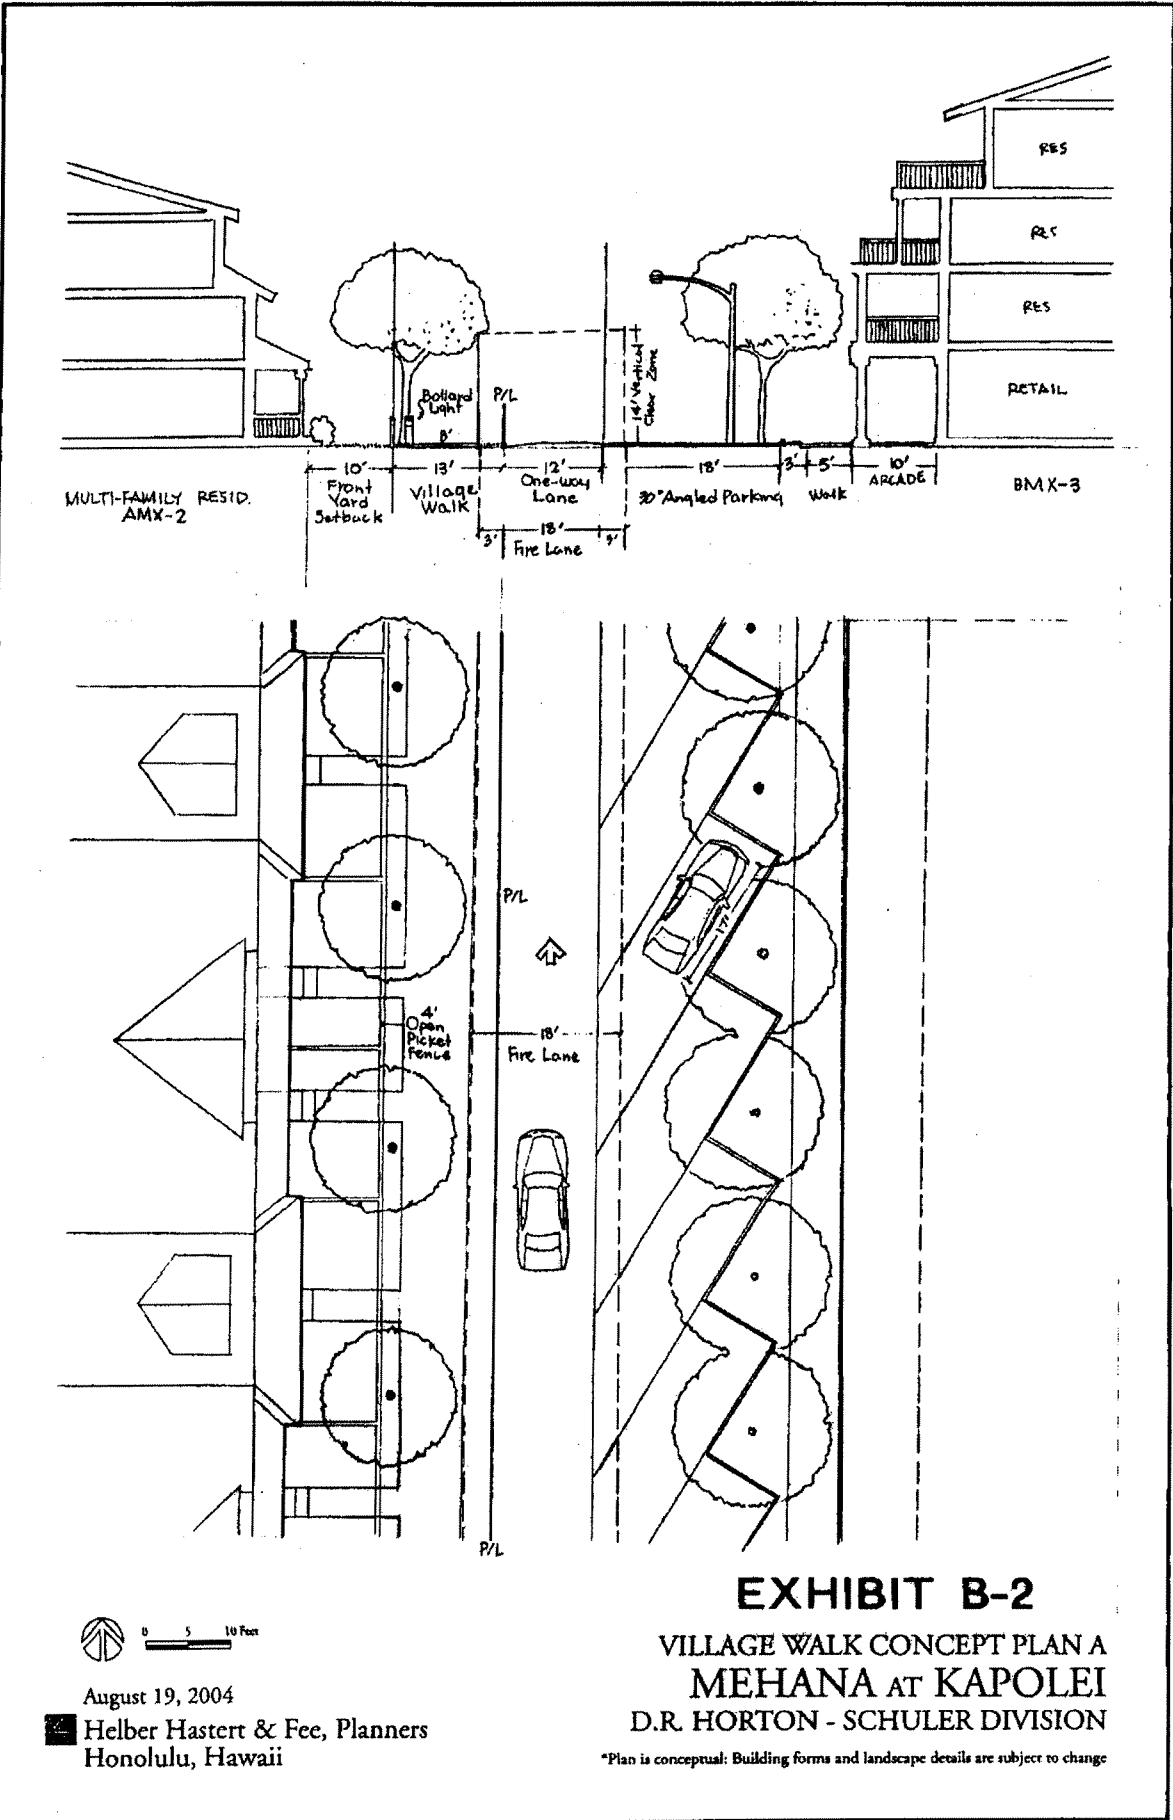 RES
RES
RES
RETAIL
Bollard
Light
8'
P/L
14' Vertical
Clear Zone
10'
Front
Yard
Setback
13'
Village
Walk
12'
One-way
Lane
18'
30° Angled Parking
3'
5'
Walk
10'
ARCADE
MULTI-FAMILY RESID.
AMX-2
BMX-3
3'
18'
Fire Lane
3'
P/L
17'
4'
Open
Picket
Fence
18'
Fire Lane
P/L
EXHIBIT B-2
VILLAGE WALK CONCEPT PLAN A
MEHANA AT KAPOLEI
D.R. HORTON - SCHULER DIVISION
*Plan is conceptual: Building forms and landscape details are subject to change
0 5 10 Feet
August 19, 2004
Helber Hastert & Fee, Planners
Honolulu, Hawaii